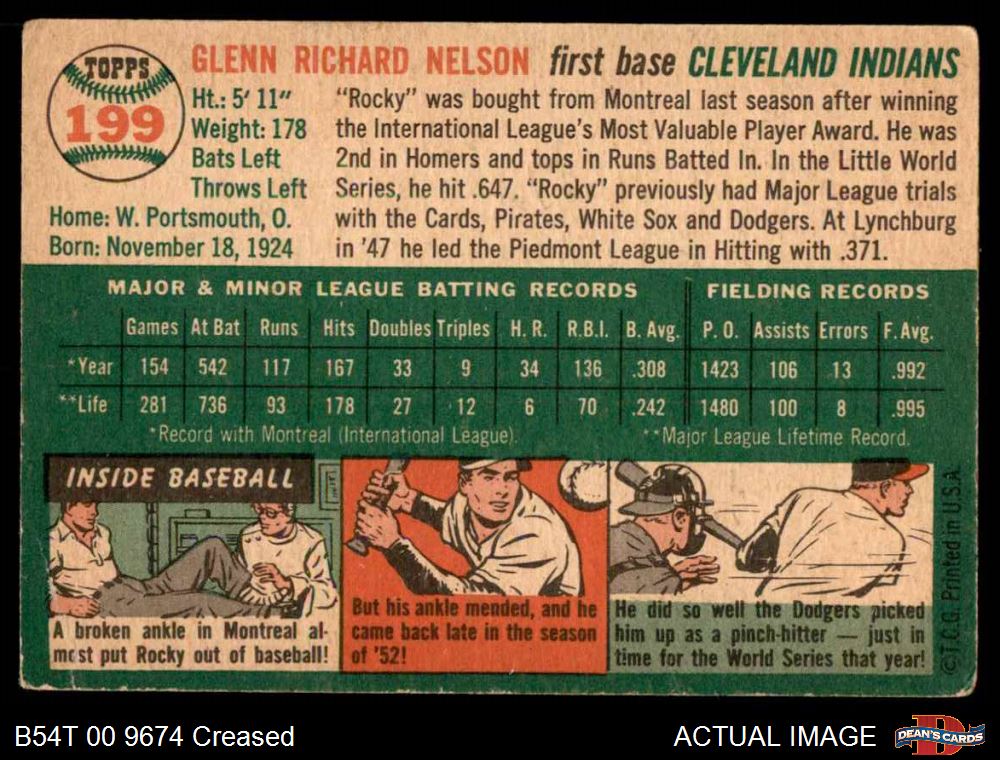 TOPPS
199
GLENN RICHARD NELSON first base CLEVELAND INDIANS
Ht.: 5' 11"
Weight: 178
Bats Left
Throws Left
Home: W. Portsmouth, O.
Born: November 18, 1924
"Rocky" was bought from Montreal last season after winning
the International League's Most Valuable Player Award. He was
2nd in Homers and tops in Runs Batted In. In the Little World
Series, he hit .647. "Rocky" previously had Major League trials
with the Cards, Pirates, White Sox and Dodgers. At Lynchburg
in '47 he led the Piedmont League in Hitting with .371.
MAJOR & MINOR LEAGUE BATTING RECORDS FIELDING RECORDS
Games At Bat Runs Hits Doubles Triples H. R. R.B.I. B. Avg. P. O. Assists Errors F. Avg.
*Year 154 542 117 167 33 9 34 136 .308 1423 106 13 .992
**Life 281 736 93 178 27 12 6 70 .242 1480 100 8 .995
*Record with Montreal (International League). **Major League Lifetime Record.
INSIDE BASEBALL
A broken ankle in Montreal al-
most put Rocky out of baseball!
But his ankle mended, and he
came back late in the season
of '52!
He did so well the Dodgers picked
him up as a pinch-hitter — just in
time for the World Series that year!
©T.C.G. Printed in U.S.A.
B54T 00 9674 Creased
ACTUAL IMAGE
DEAN'S CARDS